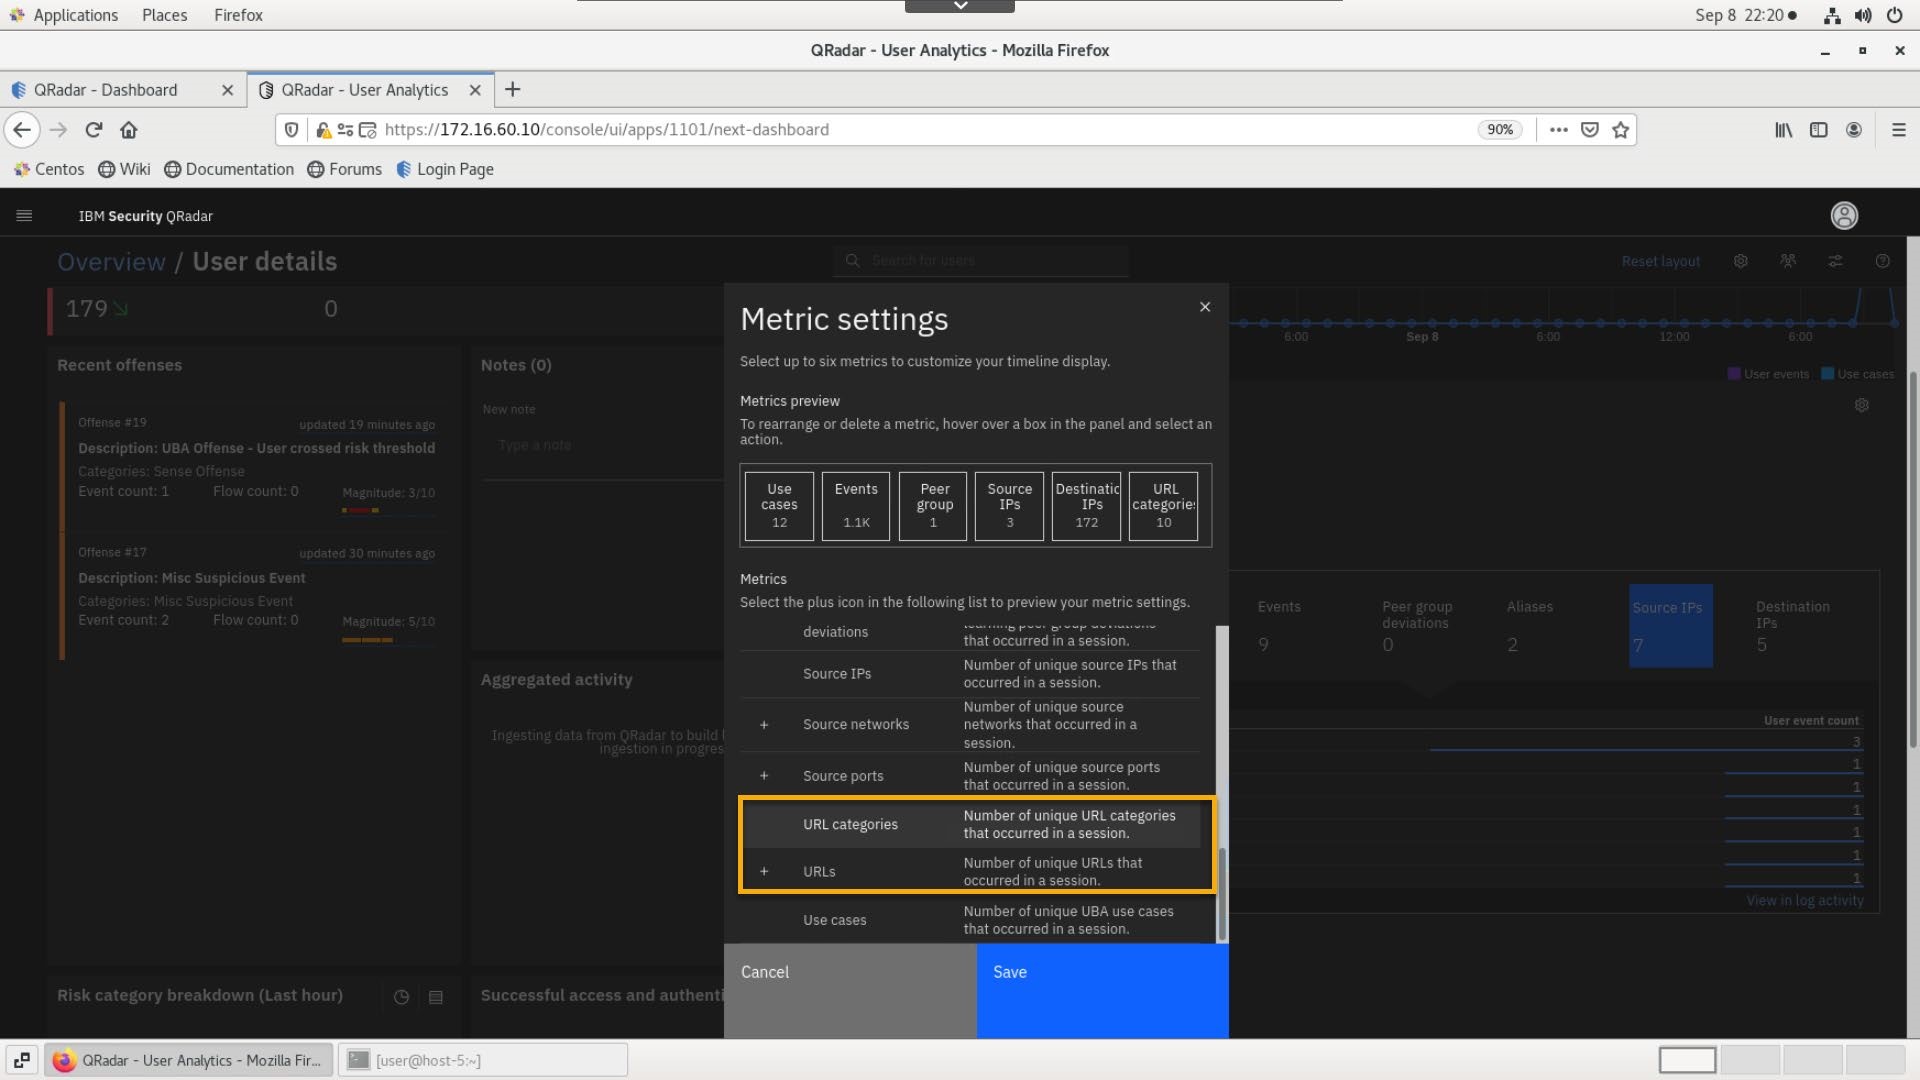 Applications Places Firefox Sep 8 22:20
QRadar - User Analytics - Mozilla Firefox
QRadar - Dashboard QRadar - User Analytics
https://172.16.60.10/console/ui/apps/1101/next-dashboard 90%
Centos Wiki Documentation Forums Login Page
IBM Security QRadar
Overview / User details Search for users Reset layout
179 0
6:00 Sep 8 6:00 12:00 6:00
User events Use cases
Recent offenses
Offense #19 updated 19 minutes ago
Description: UBA Offense - User crossed risk threshold
Categories: Sense Offense
Event count: 1 Flow count: 0 Magnitude: 3/10
Offense #17 updated 30 minutes ago
Description: Misc Suspicious Event
Categories: Misc Suspicious Event
Event count: 2 Flow count: 0 Magnitude: 5/10
Risk category breakdown (Last hour)
Notes (0)
New note
Type a note
Aggregated activity
Ingesting data from QRadar to build
ingestion in progres
Successful access and authenti
Metric settings
Select up to six metrics to customize your timeline display.
Metrics preview
To rearrange or delete a metric, hover over a box in the panel and select an
action.
Use Events Peer Source Destinatic URL
cases group IPs IPs categories
12 1.1K 1 3 172 10
Metrics
Select the plus icon in the following list to preview your metric settings.
learning peer group deviations
deviations that occurred in a session.
Source IPs Number of unique source IPs that
occurred in a session.
Number of unique source
+ Source networks networks that occurred in a
session.
+ Source ports Number of unique source ports
that occurred in a session.
URL categories Number of unique URL categories
that occurred in a session.
+ URLs Number of unique URLs that
occurred in a session.
Use cases Number of unique UBA use cases
that occurred in a session.
Cancel Save
Events Peer group Aliases Source IPs Destination
deviations IPs
9 0 2 7 5
User event count
3
1
1
1
1
1
1
View in log activity
QRadar - User Analytics - Mozilla Fir... [user@host-5:~]